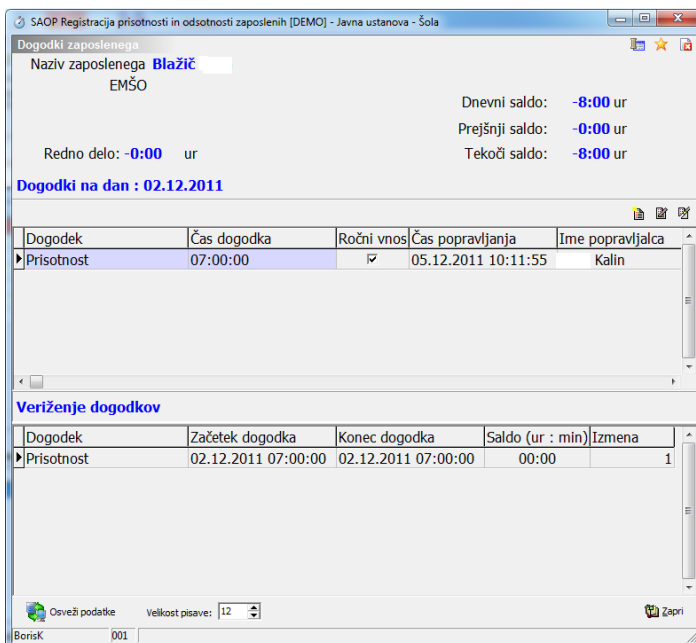 SAOP Registracija prisotnosti in odsotnosti zaposlenih [DEMO] - Javna ustanova - Šola
Dogodki zaposlenega
Naziv zaposlenega Blažič
EMŠO
Dnevni saldo: -8:00 ur
Prejšnji saldo: -0:00 ur
Redno delo: -0:00 ur Tekoči saldo: -8:00 ur
Dogodki na dan : 02.12.2011
Dogodek Čas dogodka Ročni vnos Čas popravljanja Ime popravljalca
Prisotnost 07:00:00 05.12.2011 10:11:55 Kalin
Veriženje dogodkov
Dogodek Začetek dogodka Konec dogodka Saldo (ur : min) Izmena
Prisotnost 02.12.2011 07:00:00 02.12.2011 07:00:00 00:00 1
Osveži podatke Velikost pisave: 12 Zapri
BorisK 001